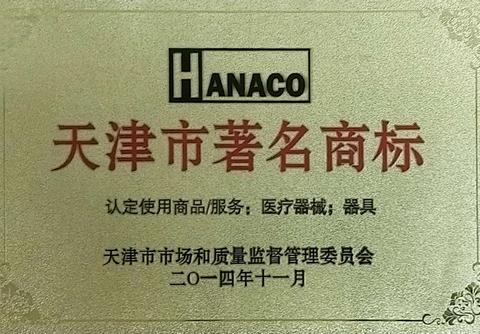 HANACO
天津市著名商标
认定使用商品/服务：医疗器械；器具
天津市市场和质量监督管理委员会
二〇一四年十一月